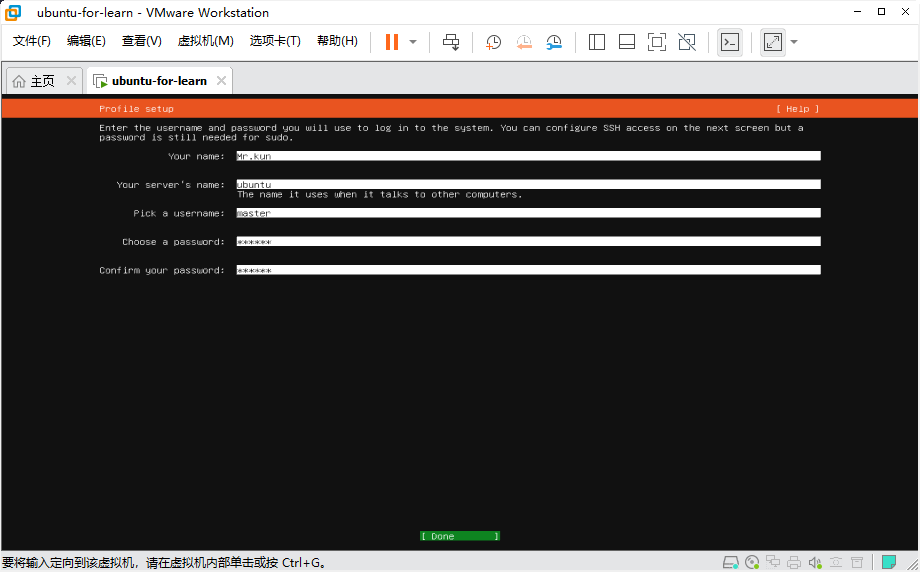 ubuntu-for-learn - VMware Workstation
文件(F) 编辑(E) 查看(V) 虚拟机(M) 选项卡(T) 帮助(H)
主页 ubuntu-for-learn
Profile setup [ Help ]
Enter the username and password you will use to log in to the system. You can configure SSH access on the next screen but a
password is still needed for sudo.
Your name: Mr.kun
Your server's name: ubuntu
The name it uses when it talks to other computers.
Pick a username: master
Choose a password: ******
Confirm your password: ******
[ Done ]
要将输入定向到该虚拟机，请在虚拟机内部单击或按 Ctrl+G。